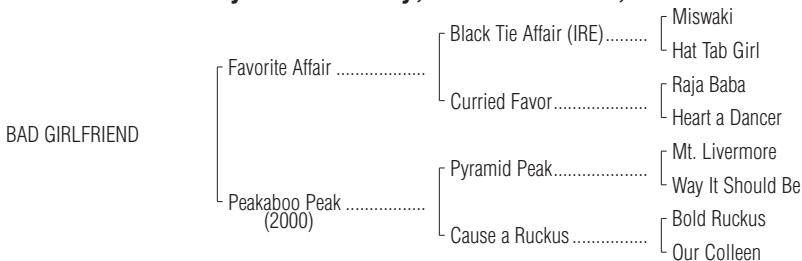 Miswaki
Black Tie Affair (IRE).........
Hat Tab Girl
Favorite Affair ...................
Raja Baba
Curried Favor....................
Heart a Dancer
BAD GIRLFRIEND
Mt. Livermore
Pyramid Peak....................
Way It Should Be
Peakaboo Peak .................
(2000)
Bold Ruckus
Cause a Ruckus ................
Our Colleen